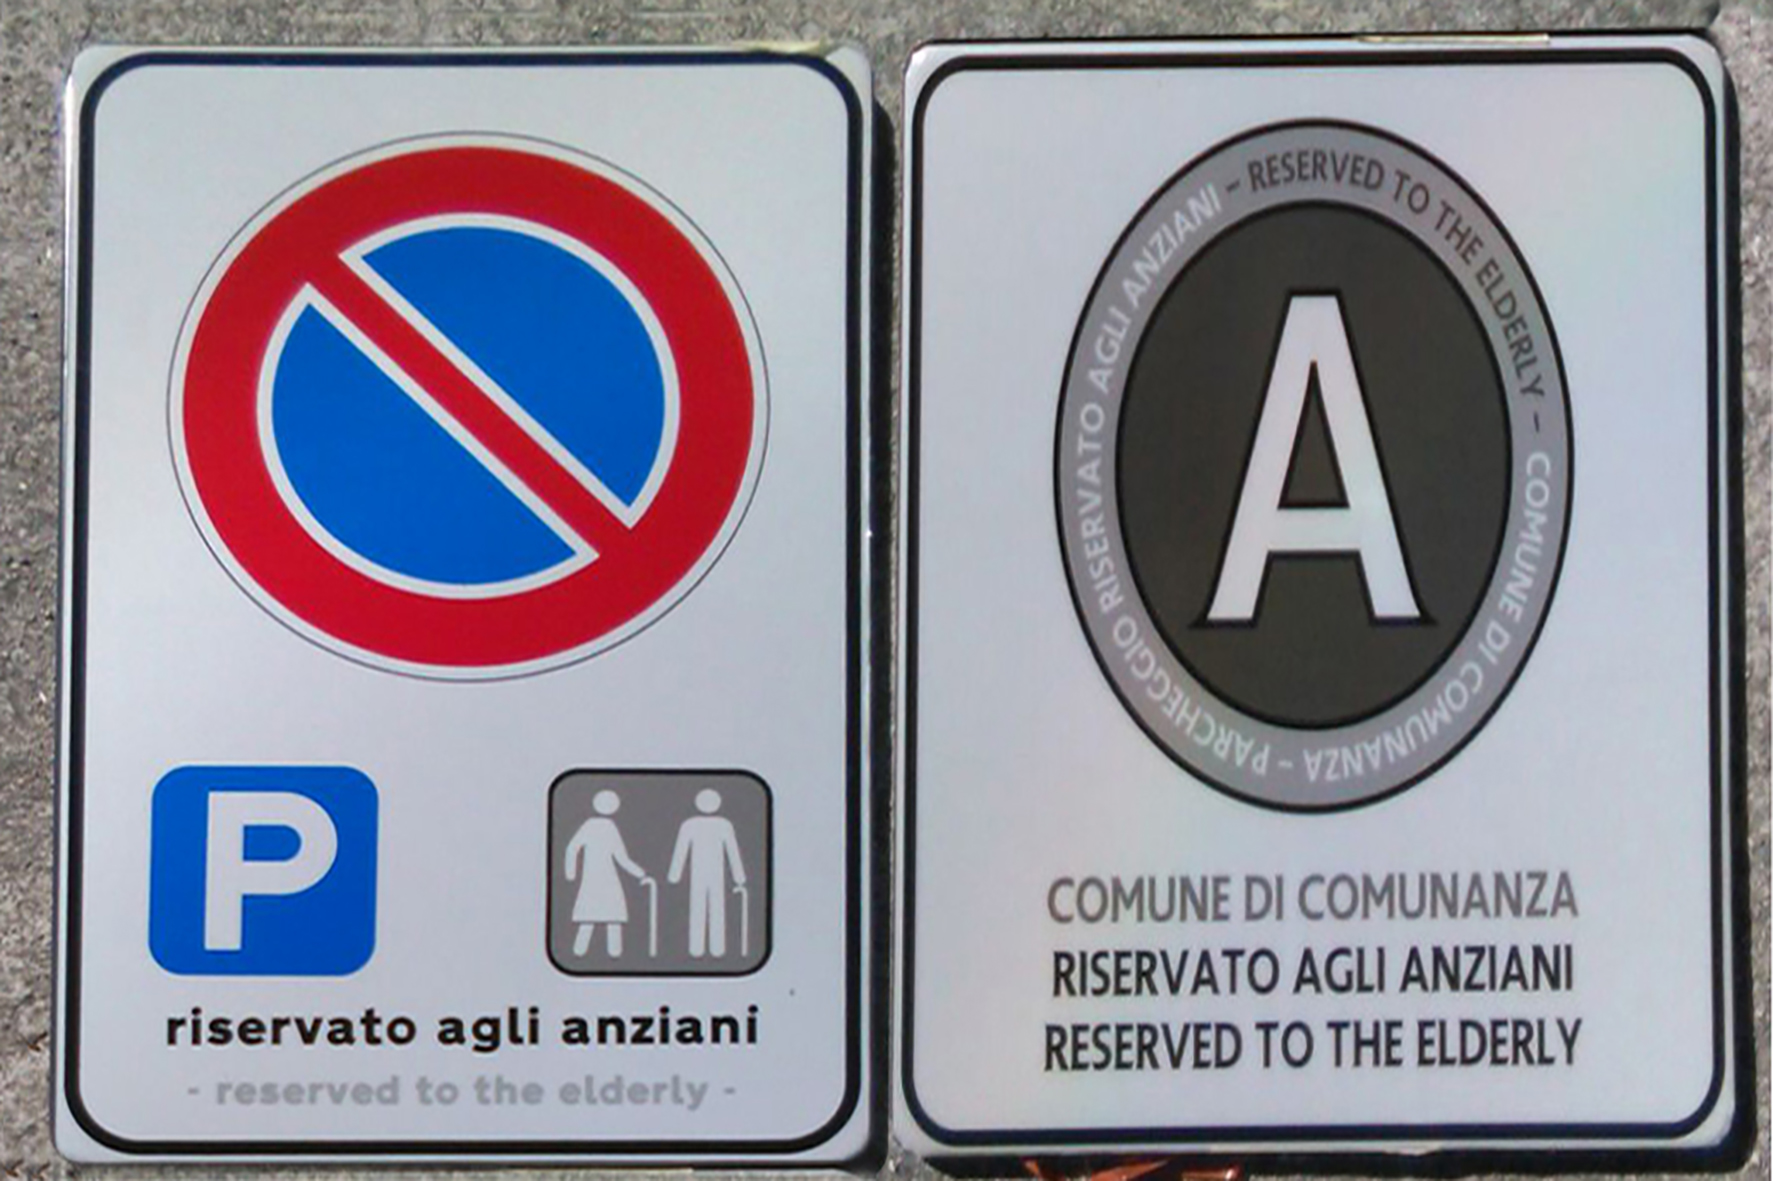 P
riservato agli anziani
- reserved to the elderly -
PARCHEGGIO RISERVATO AGLI ANZIANI – RESERVED TO THE ELDERLY – COMUNE DI COMUNANZA –
A
COMUNE DI COMUNANZA
RISERVATO AGLI ANZIANI
RESERVED TO THE ELDERLY